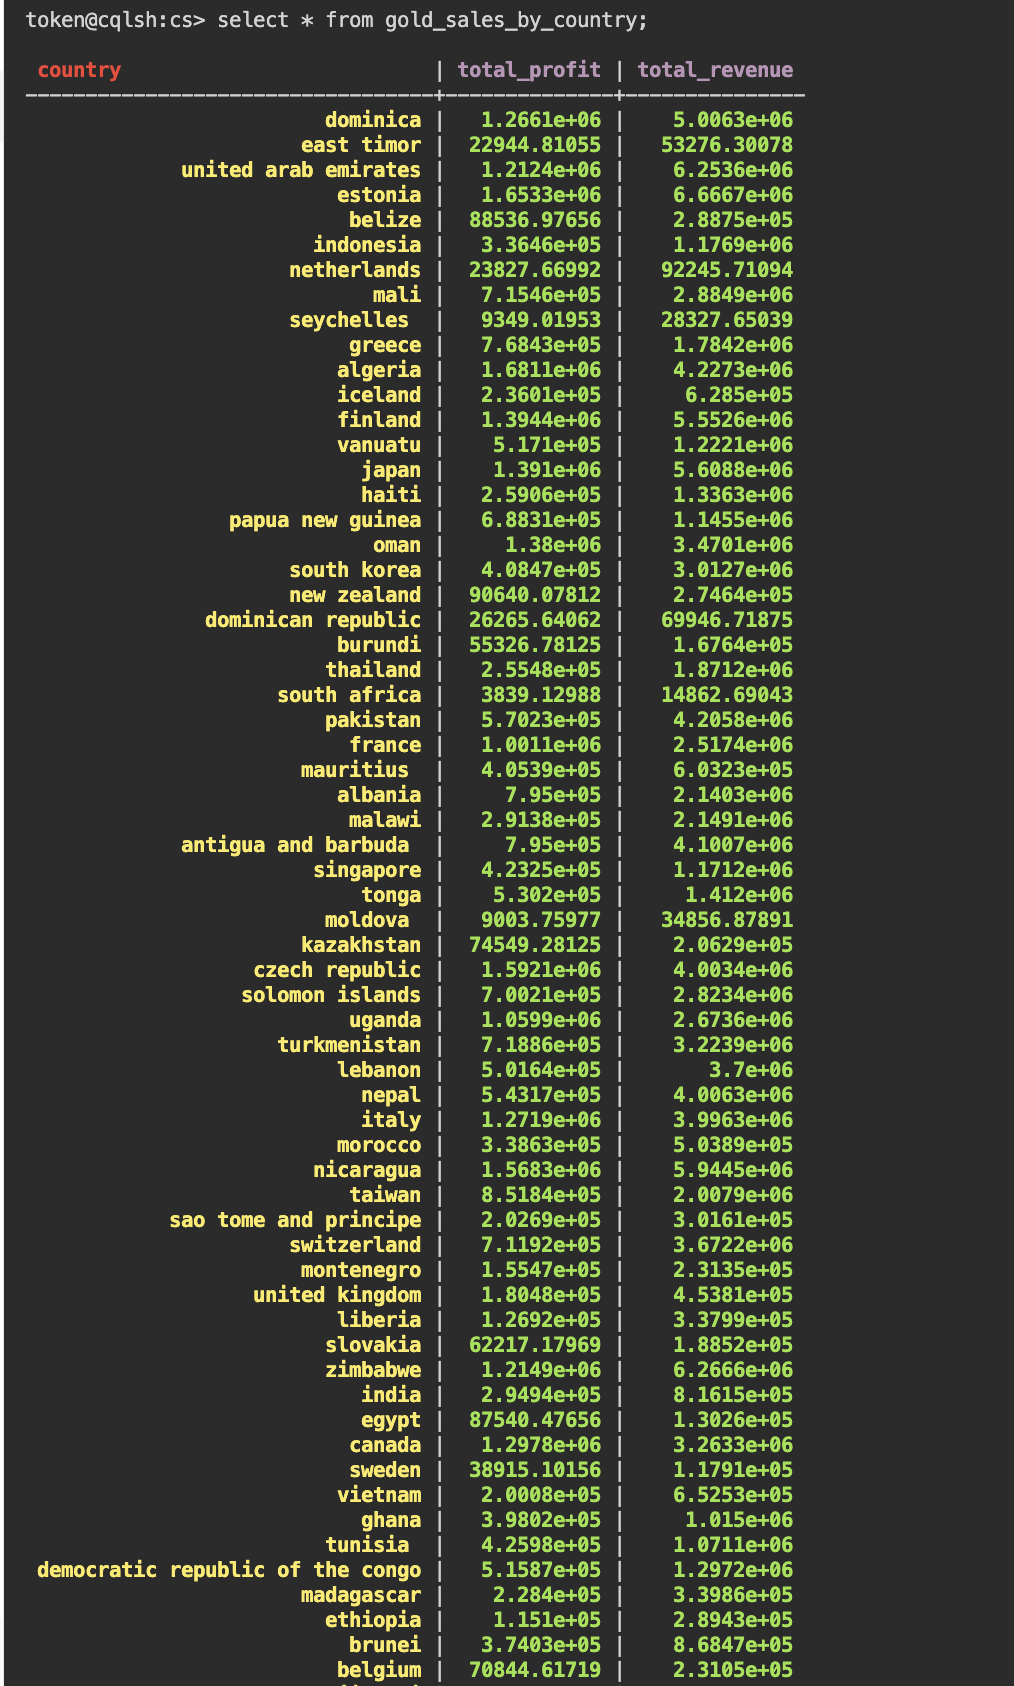 token@cqlsh:cs> select * from gold_sales_by_country;
country | total_profit | total_revenue
----------------------------------+--------------+---------------
dominica | 1.2661e+06 | 5.0063e+06
east timor | 22944.81055 | 53276.30078
united arab emirates | 1.2124e+06 | 6.2536e+06
estonia | 1.6533e+06 | 6.6667e+06
belize | 88536.97656 | 2.8875e+05
indonesia | 3.3646e+05 | 1.1769e+06
netherlands | 23827.66992 | 92245.71094
mali | 7.1546e+05 | 2.8849e+06
seychelles | 9349.01953 | 28327.65039
greece | 7.6843e+05 | 1.7842e+06
algeria | 1.6811e+06 | 4.2273e+06
iceland | 2.3601e+05 | 6.285e+05
finland | 1.3944e+06 | 5.5526e+06
vanuatu | 5.171e+05 | 1.2221e+06
japan | 1.391e+06 | 5.6088e+06
haiti | 2.5906e+05 | 1.3363e+06
papua new guinea | 6.8831e+05 | 1.1455e+06
oman | 1.38e+06 | 3.4701e+06
south korea | 4.0847e+05 | 3.0127e+06
new zealand | 90640.07812 | 2.7464e+05
dominican republic | 26265.64062 | 69946.71875
burundi | 55326.78125 | 1.6764e+05
thailand | 2.5548e+05 | 1.8712e+06
south africa | 3839.12988 | 14862.69043
pakistan | 5.7023e+05 | 4.2058e+06
france | 1.0011e+06 | 2.5174e+06
mauritius | 4.0539e+05 | 6.0323e+05
albania | 7.95e+05 | 2.1403e+06
malawi | 2.9138e+05 | 2.1491e+06
antigua and barbuda | 7.95e+05 | 4.1007e+06
singapore | 4.2325e+05 | 1.1712e+06
tonga | 5.302e+05 | 1.412e+06
moldova | 9003.75977 | 34856.87891
kazakhstan | 74549.28125 | 2.0629e+05
czech republic | 1.5921e+06 | 4.0034e+06
solomon islands | 7.0021e+05 | 2.8234e+06
uganda | 1.0599e+06 | 2.6736e+06
turkmenistan | 7.1886e+05 | 3.2239e+06
lebanon | 5.0164e+05 | 3.7e+06
nepal | 5.4317e+05 | 4.0063e+06
italy | 1.2719e+06 | 3.9963e+06
morocco | 3.3863e+05 | 5.0389e+05
nicaragua | 1.5683e+06 | 5.9445e+06
taiwan | 8.5184e+05 | 2.0079e+06
sao tome and principe | 2.0269e+05 | 3.0161e+05
switzerland | 7.1192e+05 | 3.6722e+06
montenegro | 1.5547e+05 | 2.3135e+05
united kingdom | 1.8048e+05 | 4.5381e+05
liberia | 1.2692e+06 | 3.3799e+05
slovakia | 62217.17969 | 1.8852e+05
zimbabwe | 1.2149e+06 | 6.2666e+06
india | 2.9494e+05 | 8.1615e+05
egypt | 87540.47656 | 1.3026e+05
canada | 1.2978e+06 | 3.2633e+06
sweden | 38915.10156 | 1.1791e+05
vietnam | 2.0008e+05 | 6.5253e+05
ghana | 3.9802e+05 | 1.015e+06
tunisia | 4.2598e+05 | 1.0711e+06
democratic republic of the congo | 5.1587e+05 | 1.2972e+06
madagascar | 2.284e+05 | 3.3986e+05
ethiopia | 1.151e+05 | 2.8943e+05
brunei | 3.7403e+05 | 8.6847e+05
belgium | 70844.61719 | 2.3105e+05